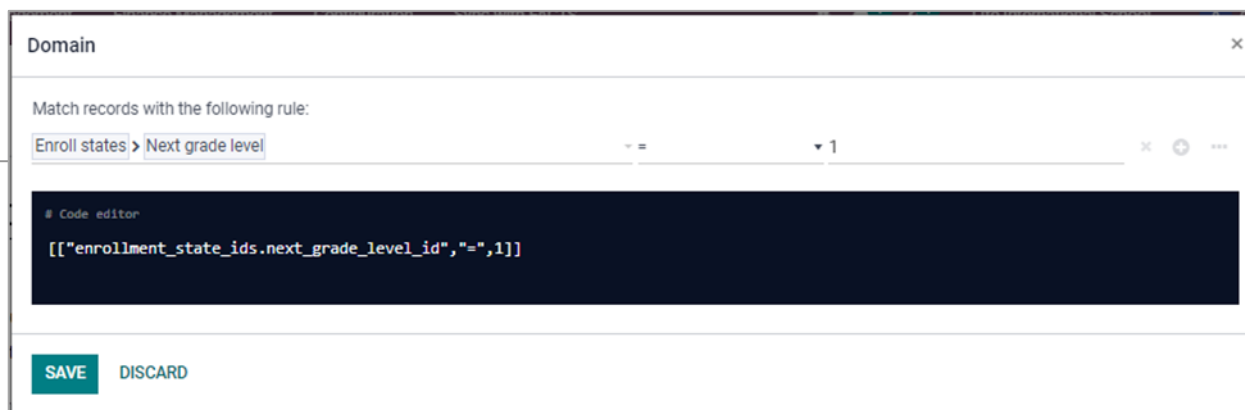 Domain ×
Match records with the following rule:
Enroll states > Next grade level = 1
# Code editor
[["enrollment_state_ids.next_grade_level_id","=",1]]
SAVE DISCARD